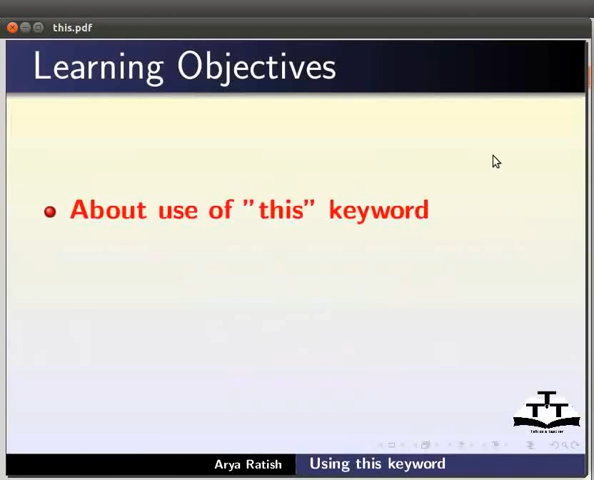 this.pdf
Learning Objectives
About use of "this" keyword
Arya Ratish
Using this keyword